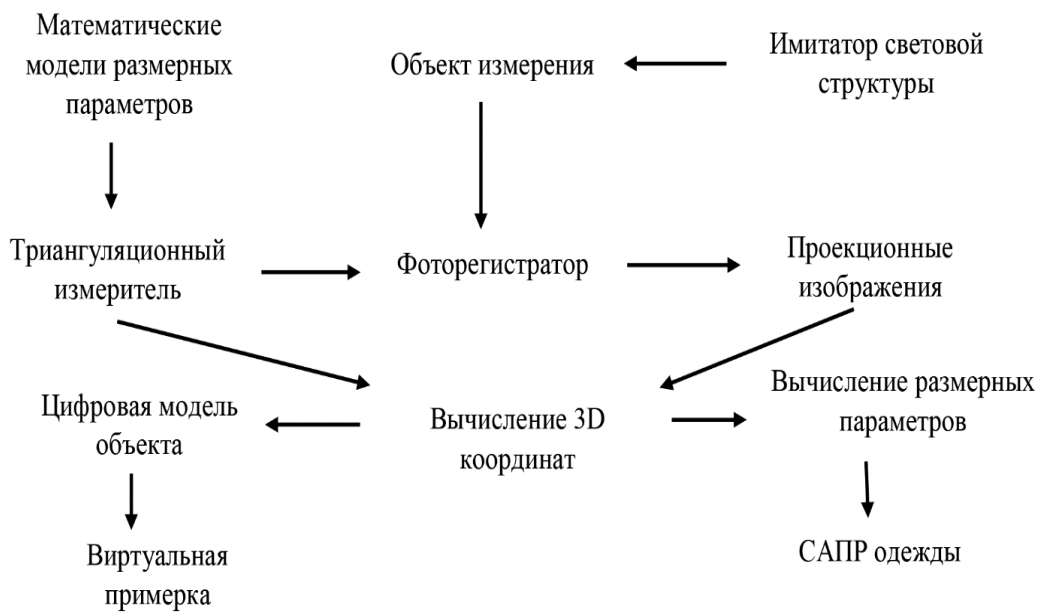 Математические
модели размерных
параметров
Объект измерения
Имитатор световой
структуры
Триангуляционный
измеритель
Фоторегистратор
Проекционные
изображения
Цифровая модель
объекта
Вычисление 3D
координат
Вычисление размерных
параметров
Виртуальная
примерка
САПР одежды